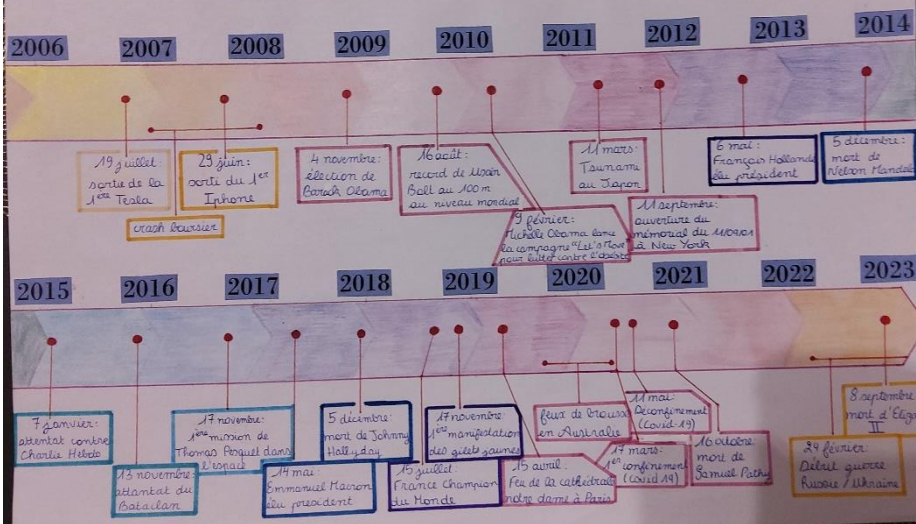 2006 2007 2008 2009 2010 2011 2012 2013 2014
19 juillet:
sortie de la
1ère Tesla
29 juin:
sortie du 1er
Iphone
crash boursier
4 novembre:
élection de
Barack Obama
16 août:
record de Usain
Bolt au 100 m
au niveau mondial
9 février:
Michelle Obama lance
la campagne "Let's Move"
pour lutter contre l'obésité
11 mars:
Tsunami
au Japon
11 septembre:
ouverture du
mémorial du 11/09/01
à New York
6 mai:
François Hollande
élu président
5 décembre:
mort de
Nelson Mandela
2015 2016 2017 2018 2019 2020 2021 2022 2023
7 janvier:
attentat contre
Charlie Hebdo
13 novembre:
attentat du
Bataclan
17 novembre:
1ère mission de
Thomas Pesquet dans
l'espace
14 mai:
Emmanuel Macron
élu président
5 décembre:
mort de Johnny
Hallyday
15 juillet:
France Champion
du Monde
17 novembre:
1ère manifestation
des gilets jaunes
15 avril:
Feu de la cathédrale
notre dame à Paris
feux de brousse
en Australie
17 mars:
1er confinement
(covid 19)
11 mai:
Déconfinement
(Covid-19)
16 octobre:
mort de
Samuel Pathy
24 février:
Début guerre
Russie/Ukraine
8 septembre
mort d'Eliza
II